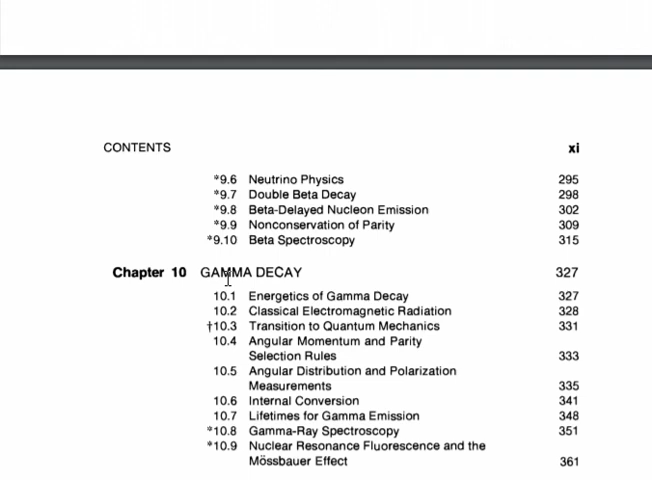 CONTENTS xi
*9.6 Neutrino Physics 295
*9.7 Double Beta Decay 298
*9.8 Beta-Delayed Nucleon Emission 302
*9.9 Nonconservation of Parity 309
*9.10 Beta Spectroscopy 315
Chapter 10 GAMMA DECAY 327
10.1 Energetics of Gamma Decay 327
10.2 Classical Electromagnetic Radiation 328
†10.3 Transition to Quantum Mechanics 331
10.4 Angular Momentum and Parity
Selection Rules 333
10.5 Angular Distribution and Polarization
Measurements 335
10.6 Internal Conversion 341
10.7 Lifetimes for Gamma Emission 348
*10.8 Gamma-Ray Spectroscopy 351
*10.9 Nuclear Resonance Fluorescence and the
Mössbauer Effect 361